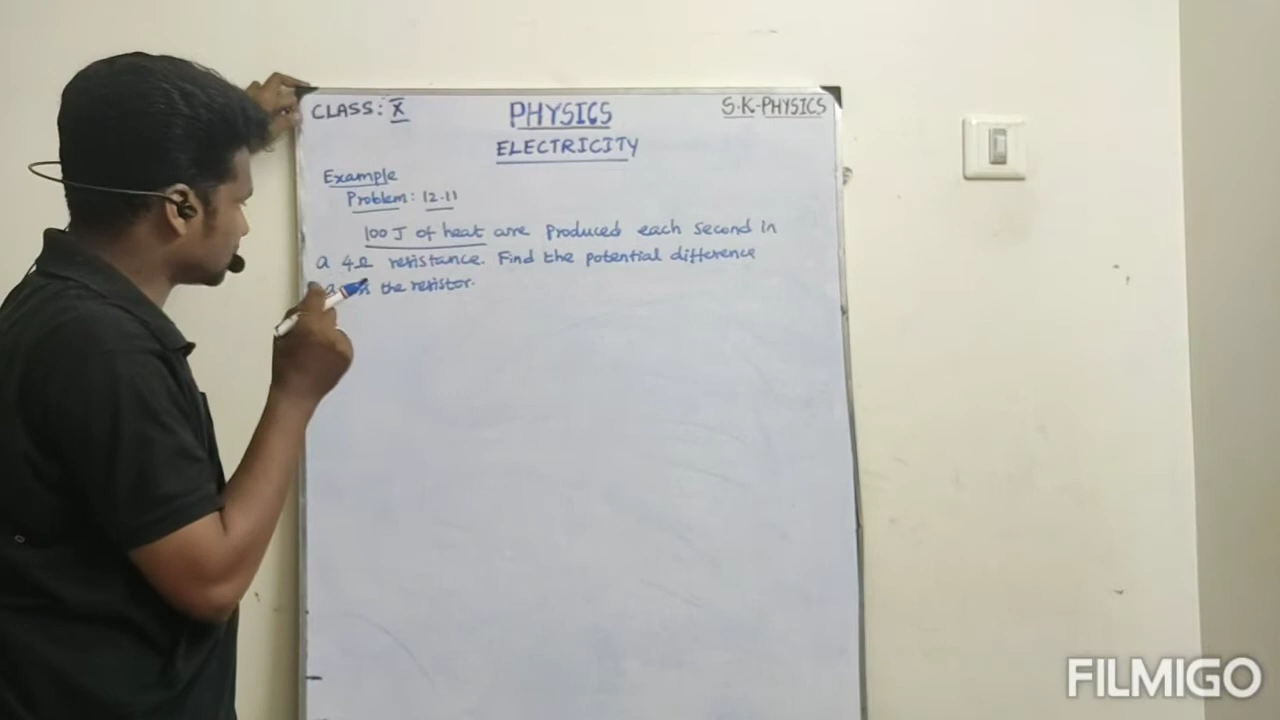 CLASS: X
PHYSICS
S.K-PHYSICS
ELECTRICITY
Example
Problem: 12.11
100 J of heat are produced each second in
a 4Ω resistance. Find the potential difference
the resistor.
FILMIGO